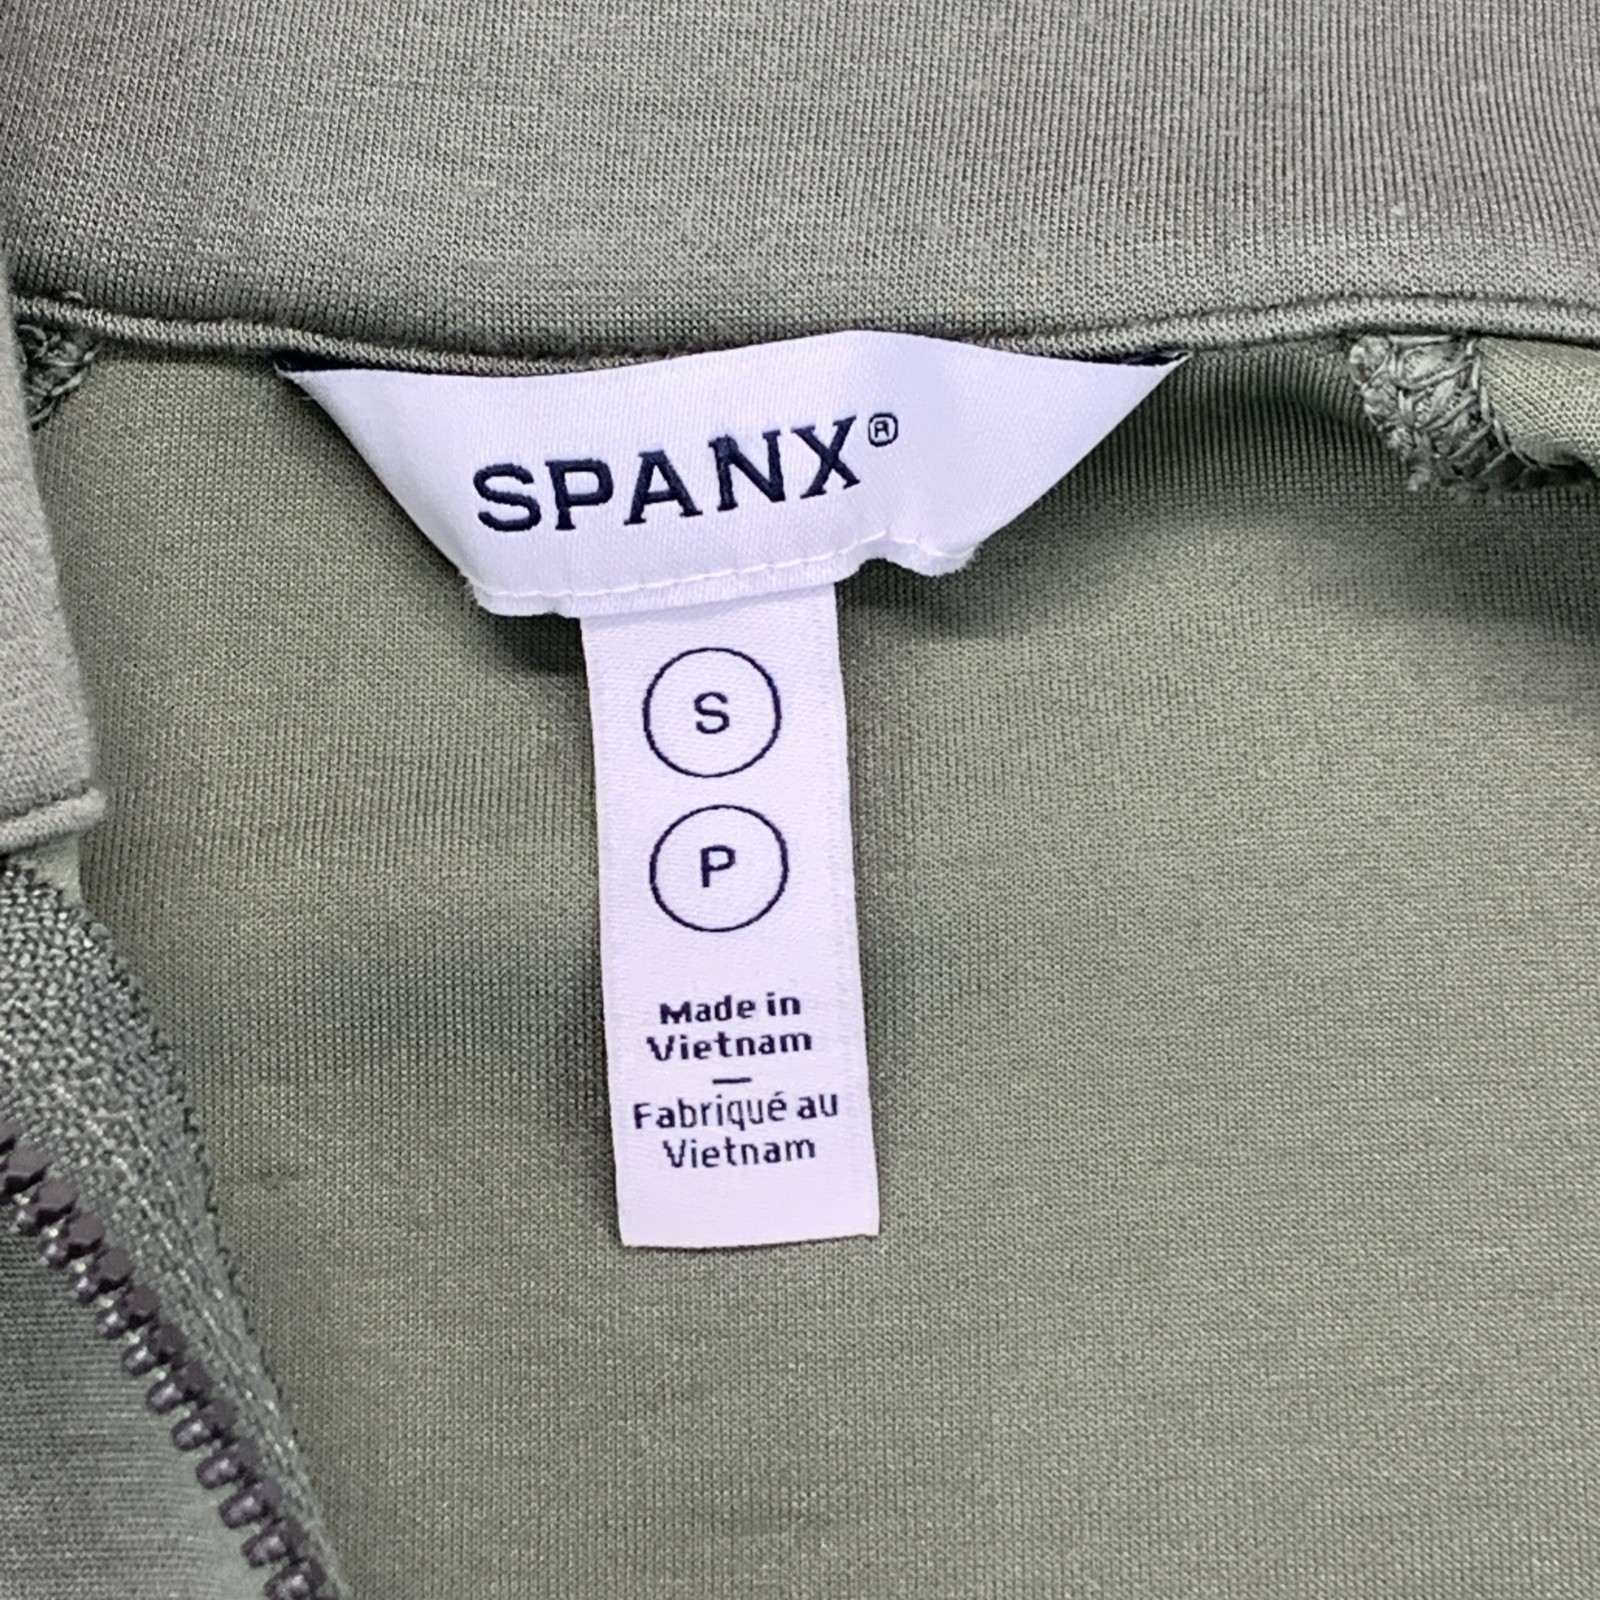 SPANX®
S
P
Made in
Vietnam
—
Fabriqué au
Vietnam